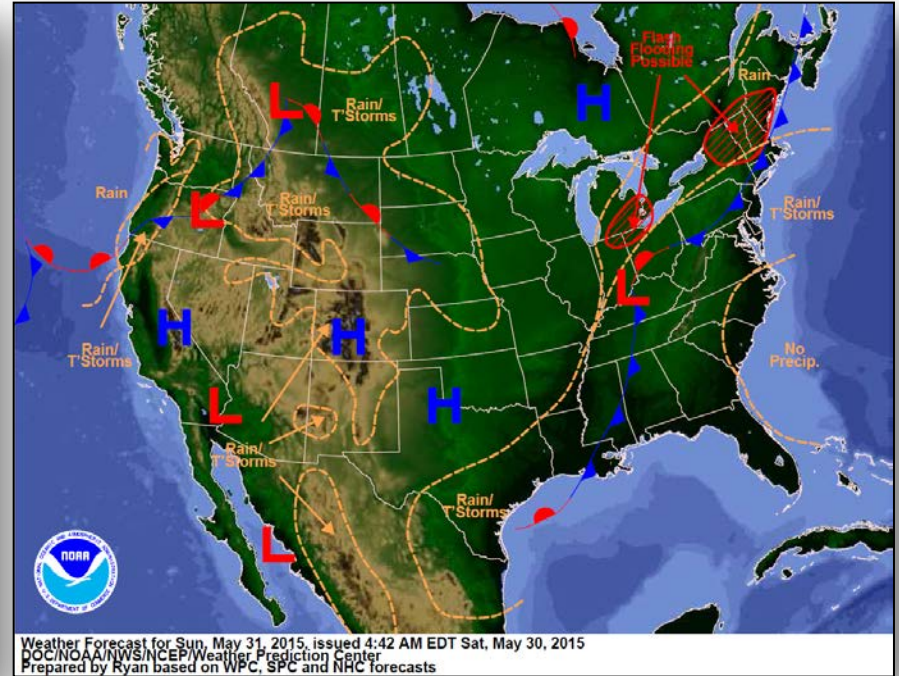 Flash
Flooding
Possible
H
Rain
L
Rain/
T'Storms
Rain
L
Rain/
T'Storms
Rain/
T'Storms
L
H
H
Rain/
T'Storms
No
Precip.
L
H
Rain/
T'Storms
Rain/
T'Storms
L
NOAA
Weather Forecast for Sun, May 31, 2015, issued 4:42 AM EDT Sat, May 30, 2015
DOC/NOAA/NWS/NCEP/Weather Prediction Center
Prepared by Ryan based on WPC, SPC and NHC forecasts